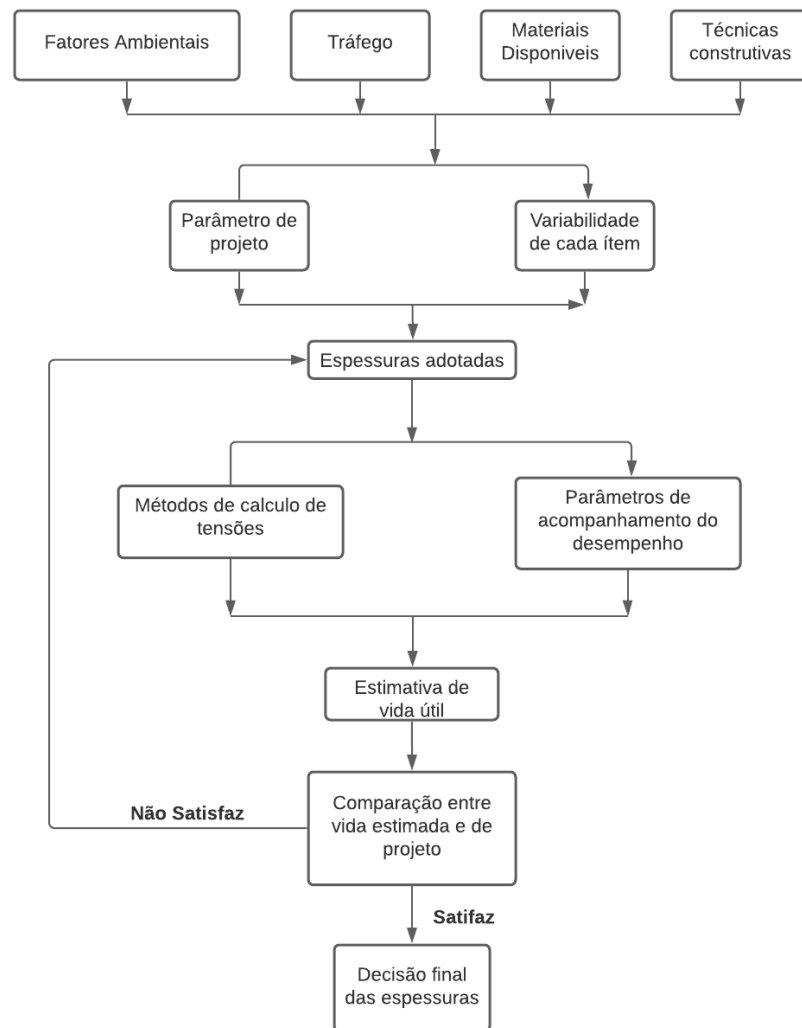 Fatores Ambientais
Tráfego
Materiais
Disponiveis
Técnicas
construtivas
Parâmetro de
projeto
Variabilidade
de cada ítem
Espessuras adotadas
Métodos de calculo de
tensões
Parâmetros de
acompanhamento do
desempenho
Estimativa de
vida útil
Não Satisfaz
Comparação entre
vida estimada e de
projeto
Satifaz
Decisão final
das espessuras